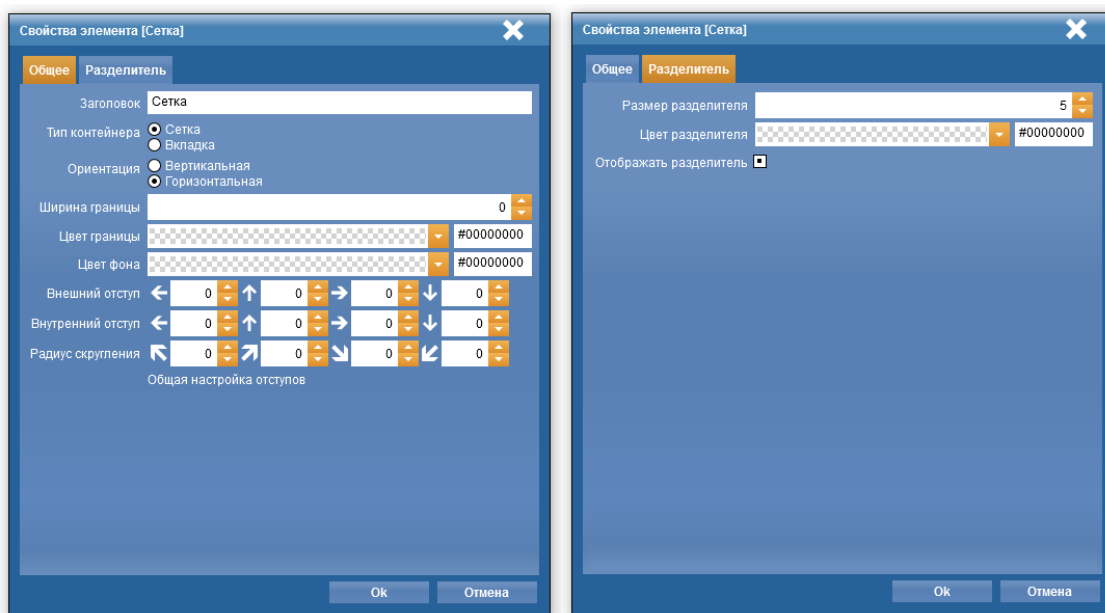 Свойства элемента [Сетка]
Общее Разделитель
Заголовок Сетка
Тип контейнера Сетка
Вкладка
Ориентация Вертикальная
Горизонтальная
Ширина границы 0
Цвет границы #00000000
Цвет фона #00000000
Внешний отступ 0 0 0 0
Внутренний отступ 0 0 0 0
Радиус скругления 0 0 0 0
Общая настройка отступов
Ok Отмена
Свойства элемента [Сетка]
Общее Разделитель
Размер разделителя 5
Цвет разделителя #00000000
Отображать разделитель
Ok Отмена